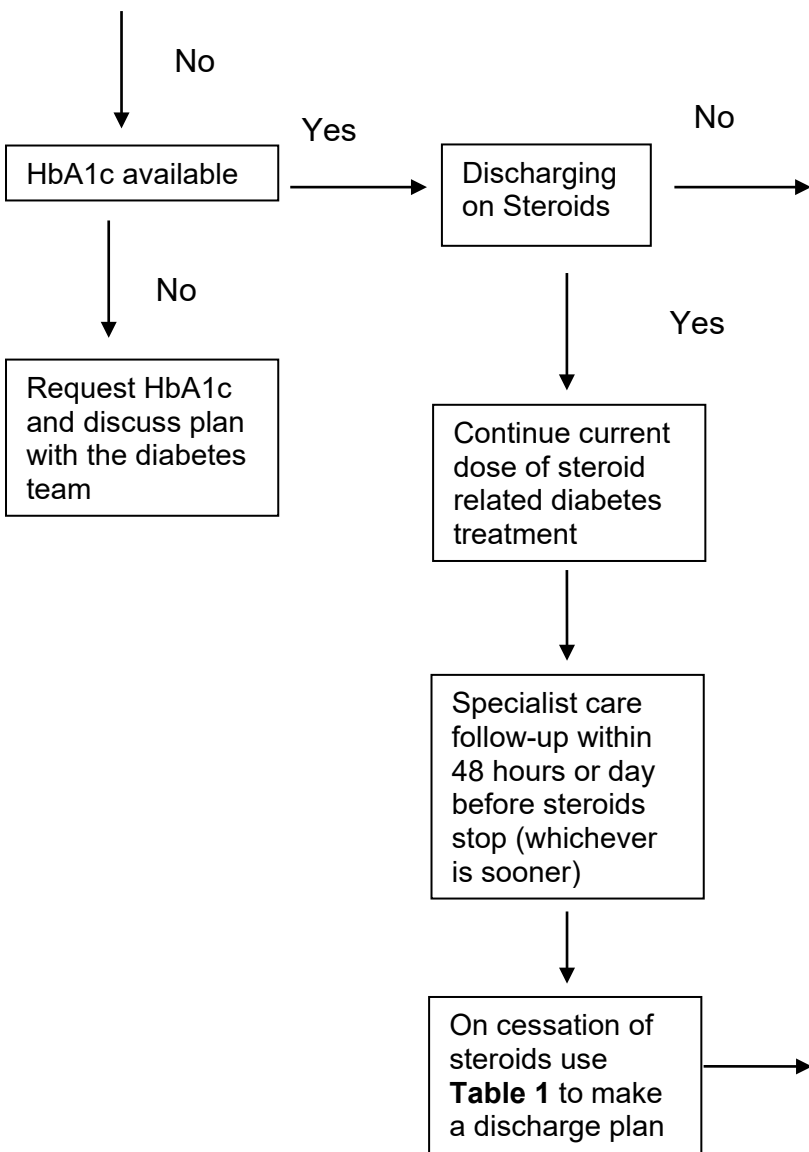 No
HbA1c available
Yes
Discharging
on Steroids
No
No
Request HbA1c
and discuss plan
with the diabetes
team
Yes
Continue current
dose of steroid
related diabetes
treatment
Specialist care
follow-up within
48 hours or day
before steroids
stop (whichever
is sooner)
On cessation of
steroids use
Table 1 to make
a discharge plan